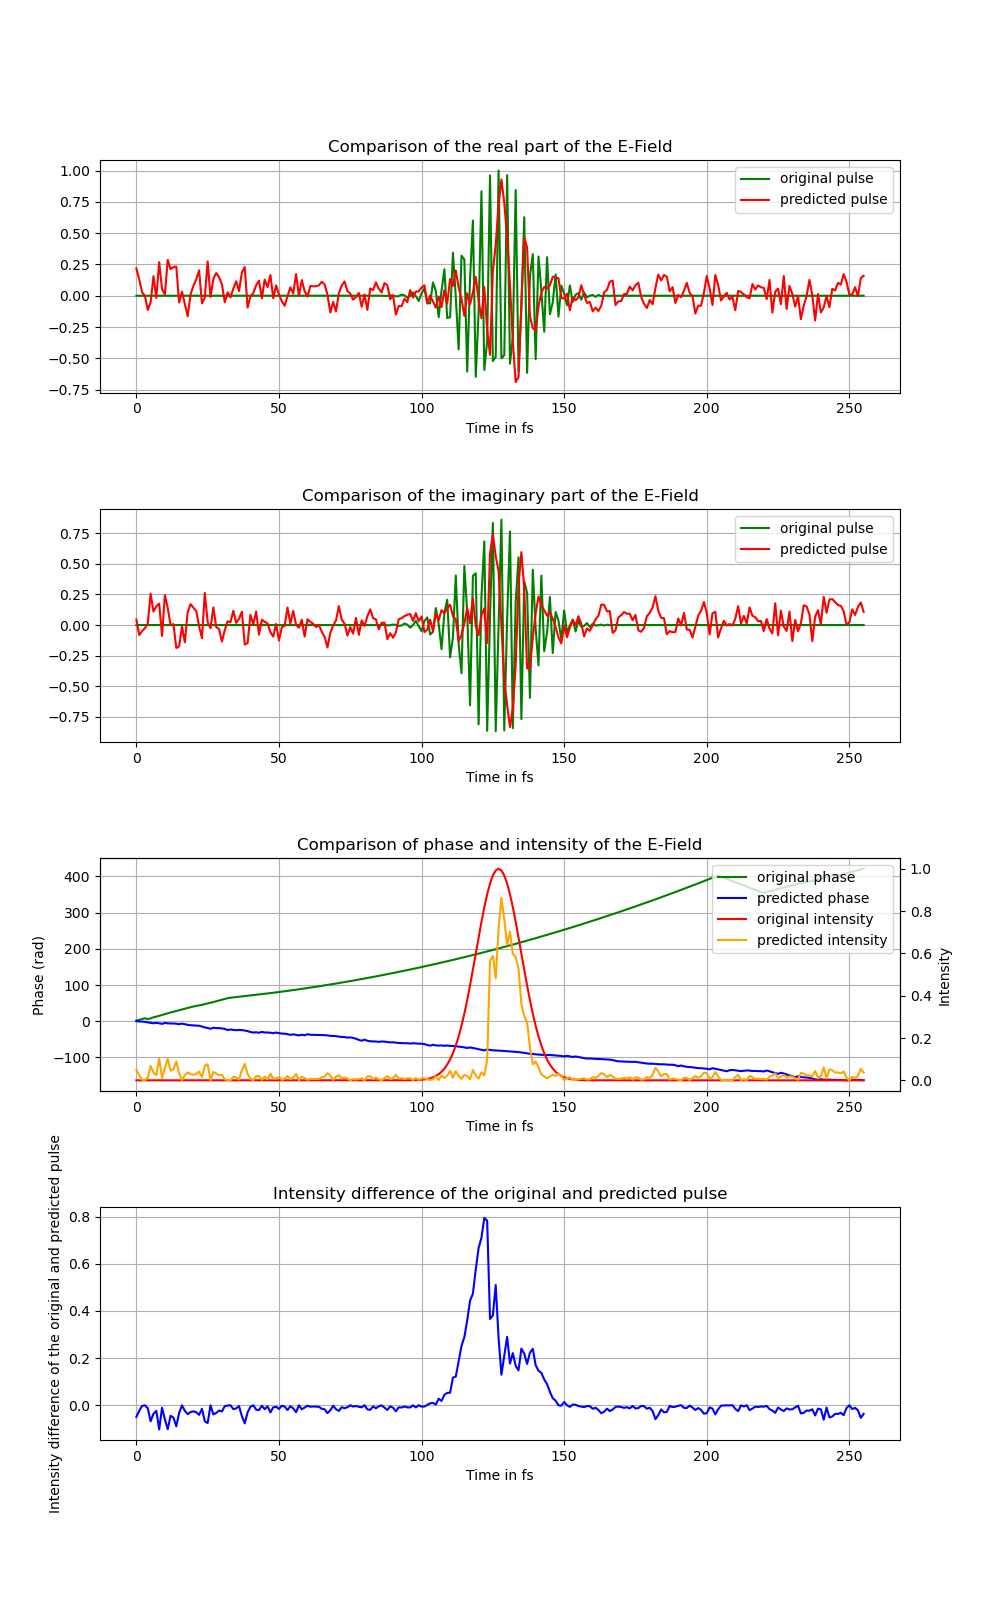 Comparison of the real part of the E-Field
1.00
0.75
0.50
0.25
0.00
−0.25
−0.50
−0.75
original pulse
predicted pulse
0 50 100 150 200 250
Time in fs
Comparison of the imaginary part of the E-Field
0.75
0.50
0.25
0.00
−0.25
−0.50
−0.75
original pulse
predicted pulse
0 50 100 150 200 250
Time in fs
Comparison of phase and intensity of the E-Field
Phase (rad)
400
300
200
100
0
−100
original phase
predicted phase
original intensity
predicted intensity
1.0
0.8
0.6
0.4
0.2
0.0
Intensity
0 50 100 150 200 250
Time in fs
Intensity difference of the original and predicted pulse
Intensity difference of the original and predicted pulse
0.8
0.6
0.4
0.2
0.0
0 50 100 150 200 250
Time in fs